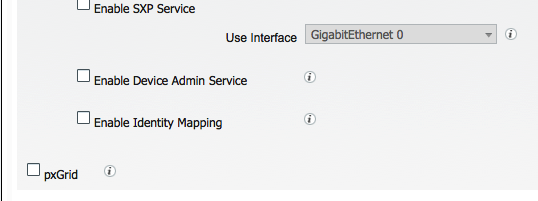 Enable SXP Service
Use Interface GigabitEthernet 0
Enable Device Admin Service
Enable Identity Mapping
pxGrid